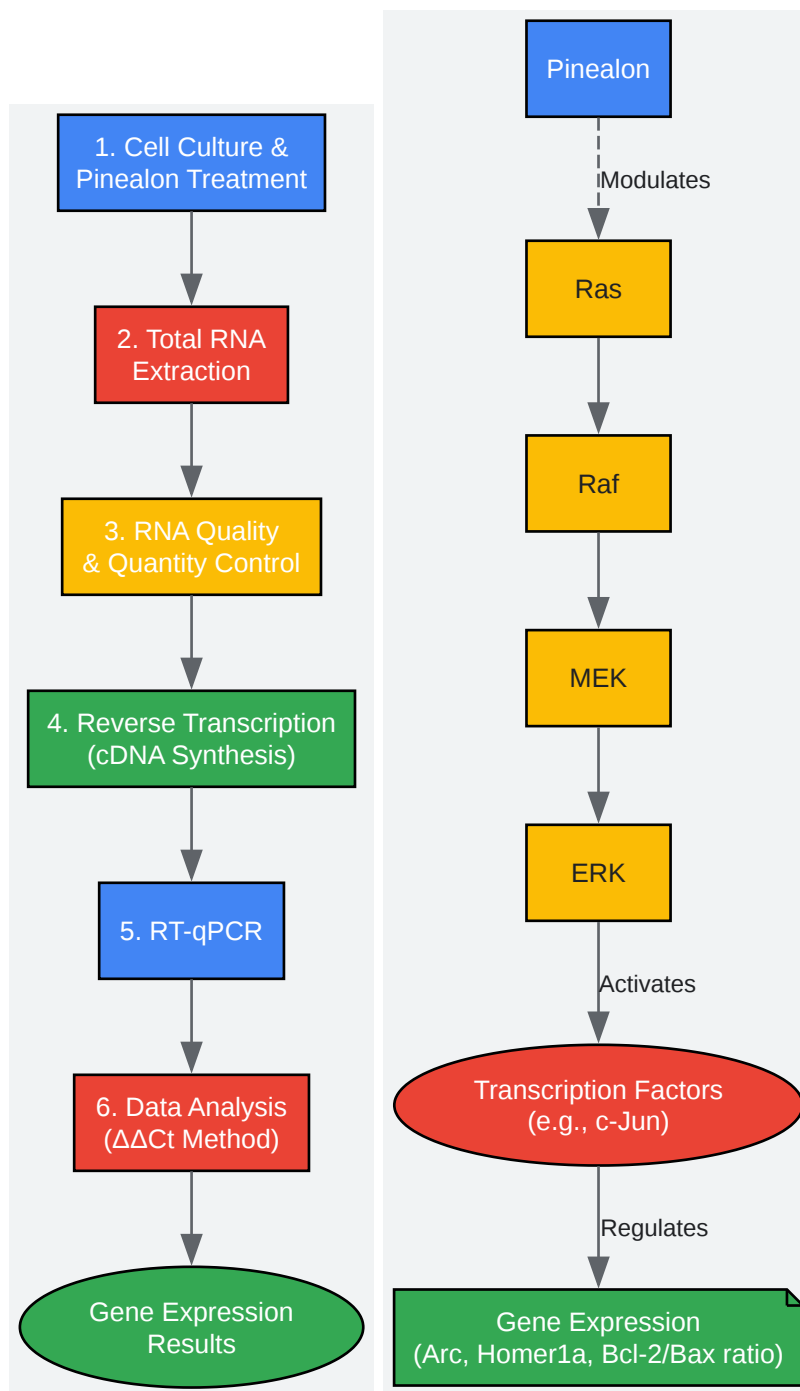 1. Cell Culture &
Pinealon Treatment
2. Total RNA
Extraction
3. RNA Quality
& Quantity Control
4. Reverse Transcription
(cDNA Synthesis)
5. RT-qPCR
6. Data Analysis
(ΔΔCt Method)
Gene Expression
Results
Pinealon
Modulates
Ras
Raf
MEK
ERK
Activates
Transcription Factors
(e.g., c-Jun)
Regulates
Gene Expression
(Arc, Homer1a, Bcl-2/Bax ratio)